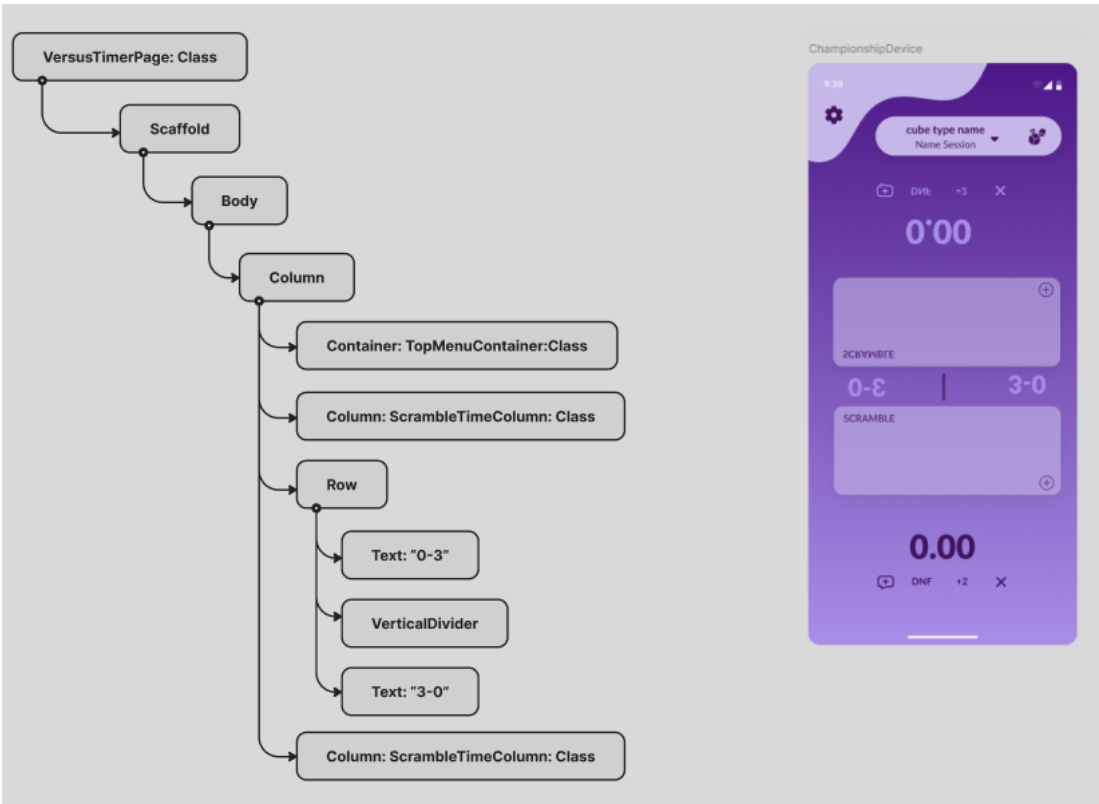 VersusTimerPage: Class
Scaffold
Body
Column
Container: TopMenuContainer:Class
Column: ScrambleTimeColumn: Class
Row
Text: "0-3"
VerticalDivider
Text: "3-0"
Column: ScrambleTimeColumn: Class
ChampionshipDevice
9:30
cube type name
Name Session
DNF +2
0.00
SCRAMBLE
0-3 3-0
SCRAMBLE
0.00
DNF +2